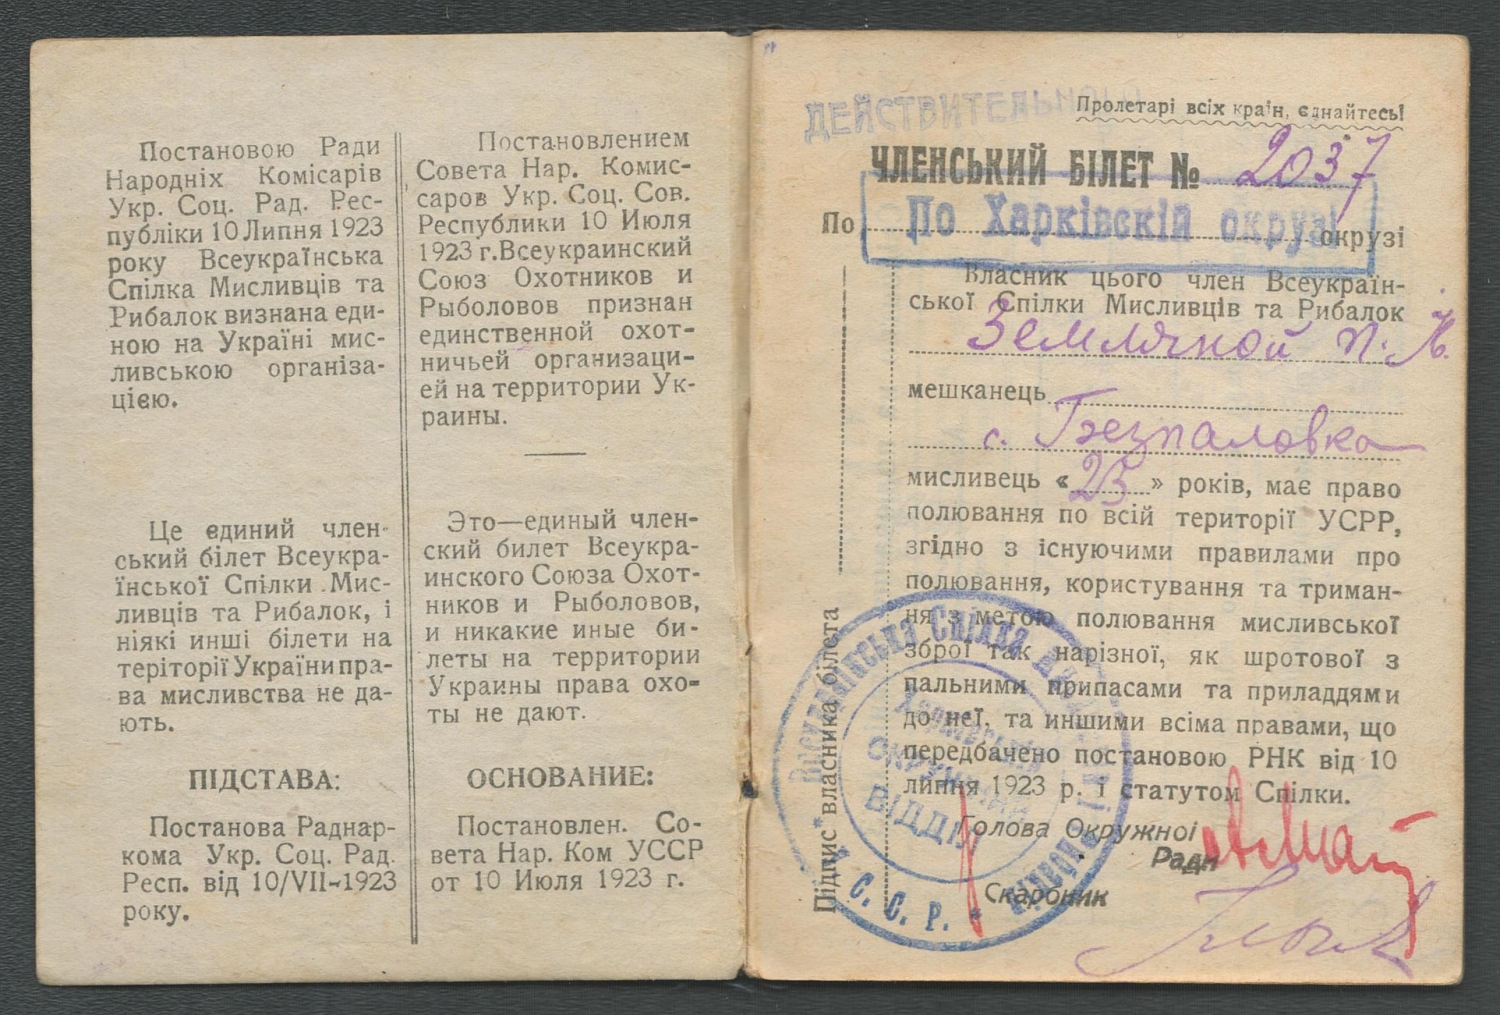 Постановою Ради
Народніх Комісарів
Укр. Соц. Рад. Рес-
публіки 10 Липня 1923
року Всеукраїнська
Спілка Мисливців та
Рибалок визнана еди-
ною на Україні мис-
ливською організа-
цією.
Це єдиний член-
ський білет Всеукра-
їнської Спілки Мис-
ливців та Рибалок, і
ніякі инші білети на
теріторії України пра-
ва мисливства не да-
ють.
ПІДСТАВА:
Постанова Раднар-
кома Укр. Соц. Рад.
Респ. від 10/VII-1923
року.
Постановлением
Совета Нар. Комис-
саров Укр. Соц. Сов.
Республики 10 Июля
1923 г. Всеукраинский
Союз Охотников и
Рыболовов признан
единственной охот-
ничьей организаци-
ей на территории Ук-
раины.
Это—единый член-
ский билет Всеукра-
инского Союза Охот-
ников и Рыболовов,
и никакие иные би-
леты на территории
Украины права охо-
ты не дают.
ОСНОВАНИЕ:
Постановлен. Со-
вета Нар. Ком УССР
от 10 Июля 1923 г.
Пролетарі всіх країн, єднайтесь!
ДЕЙСТВИТЕЛЬНО
ЧЛЕНСЬКИЙ БІЛЕТ № 2037
По Харківскій окрузі
По окрузі
Власник цього член Всеукраїн-
ської Спілки Мисливців та Рибалок
Землячной П.
мешканець
с. Безпаловка
мисливець «25» років, має право
полювання по всій території УСРР,
згідно з існуючими правилами про
полювання, користування та триман-
ня з метою полювання мисливської
зброї так нарізної, як шротової з
пальними припасами та приладдями
до неї, та иншими всіма правами, що
передбачено постановою РНК від 10
липня 1923 р. і статутом Спілки.
Голова Окружної
Ради
Скарбник
Підпис власника білета
Всеукраїнська Спілка
У. С. С. Р.
Харківський
ОКРУЖНИЙ
ВІДДІЛ